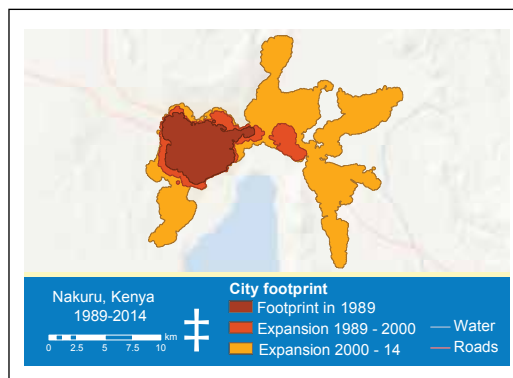 Nakuru, Kenya
1989-2014
km
0 2.5 5 7.5 10
City footprint
Footprint in 1989
Expansion 1989 - 2000
Expansion 2000 - 14
Water
Roads